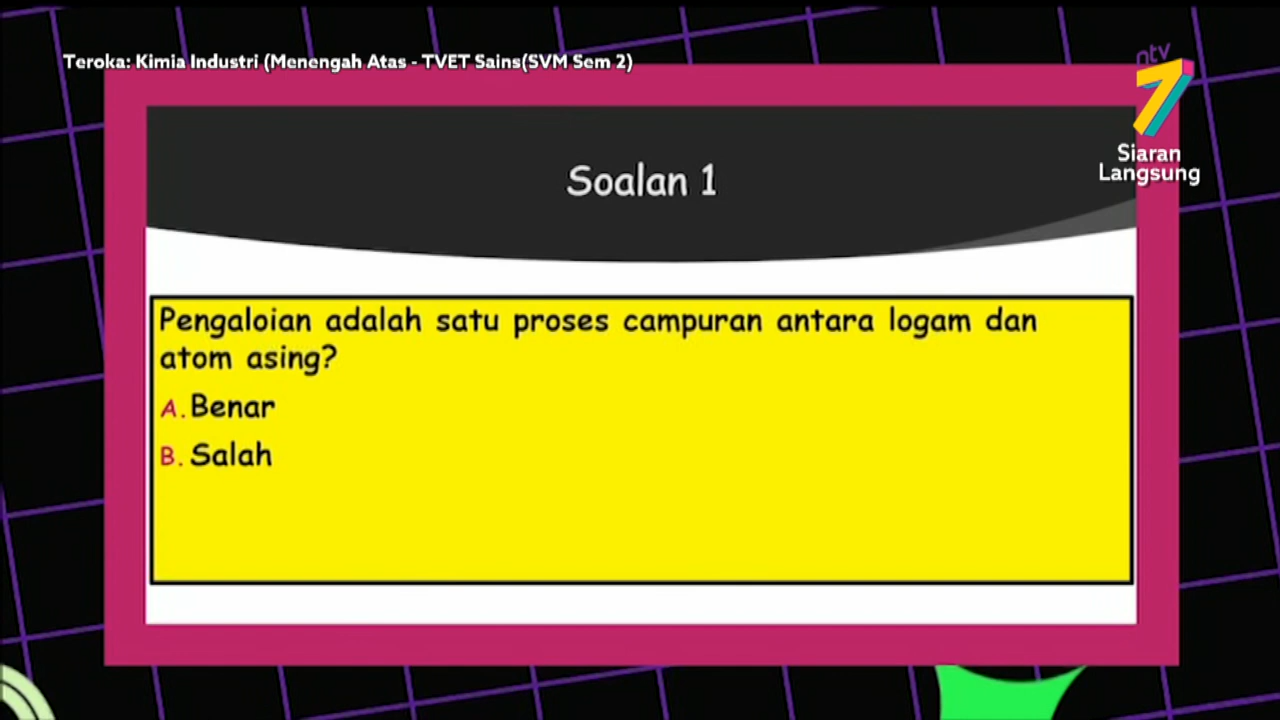 Teroka: Kimia Industri (Menengah Atas - TVET Sains(SVM Sem 2)
ntv
7
Siaran
Langsung
Soalan 1
Pengaloian adalah satu proses campuran antara logam dan
atom asing?
A. Benar
B. Salah